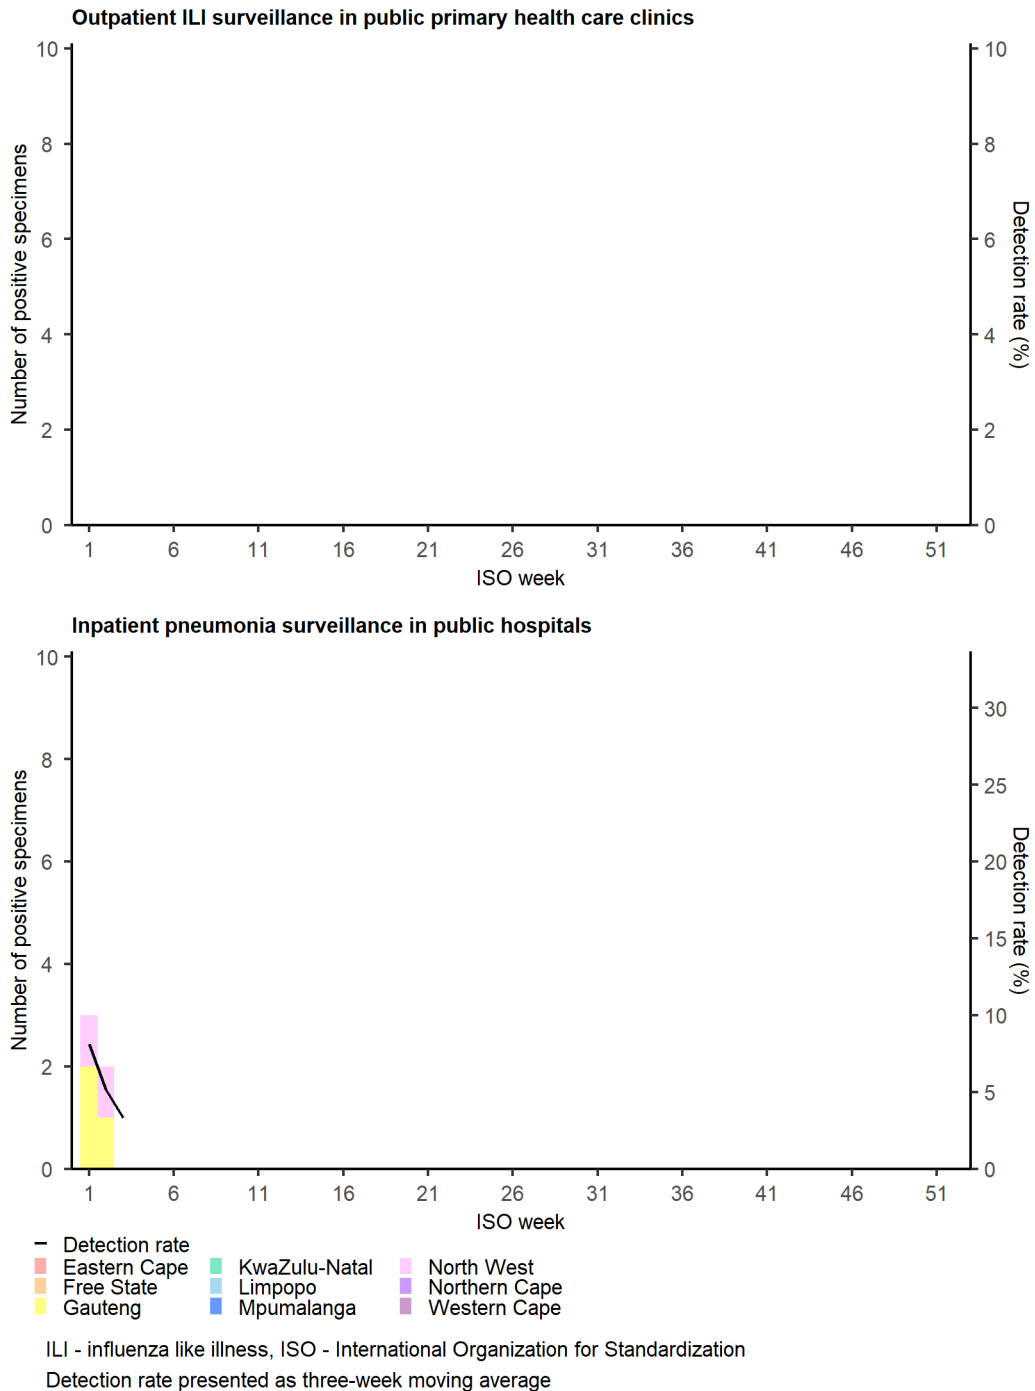 Outpatient ILI surveillance in public primary health care clinics
10
8
6
4
2
0
Number of positive specimens
10
8
6
4
2
0
Detection rate (%)
1 6 11 16 21 26 31 36 41 46 51
ISO week
Inpatient pneumonia surveillance in public hospitals
10
8
6
4
2
0
Number of positive specimens
30
25
20
15
10
5
0
Detection rate (%)
1 6 11 16 21 26 31 36 41 46 51
ISO week
Detection rate
Eastern Cape KwaZulu-Natal North West
Free State Limpopo Northern Cape
Gauteng Mpumalanga Western Cape
ILI - influenza like illness, ISO - International Organization for Standardization
Detection rate presented as three-week moving average